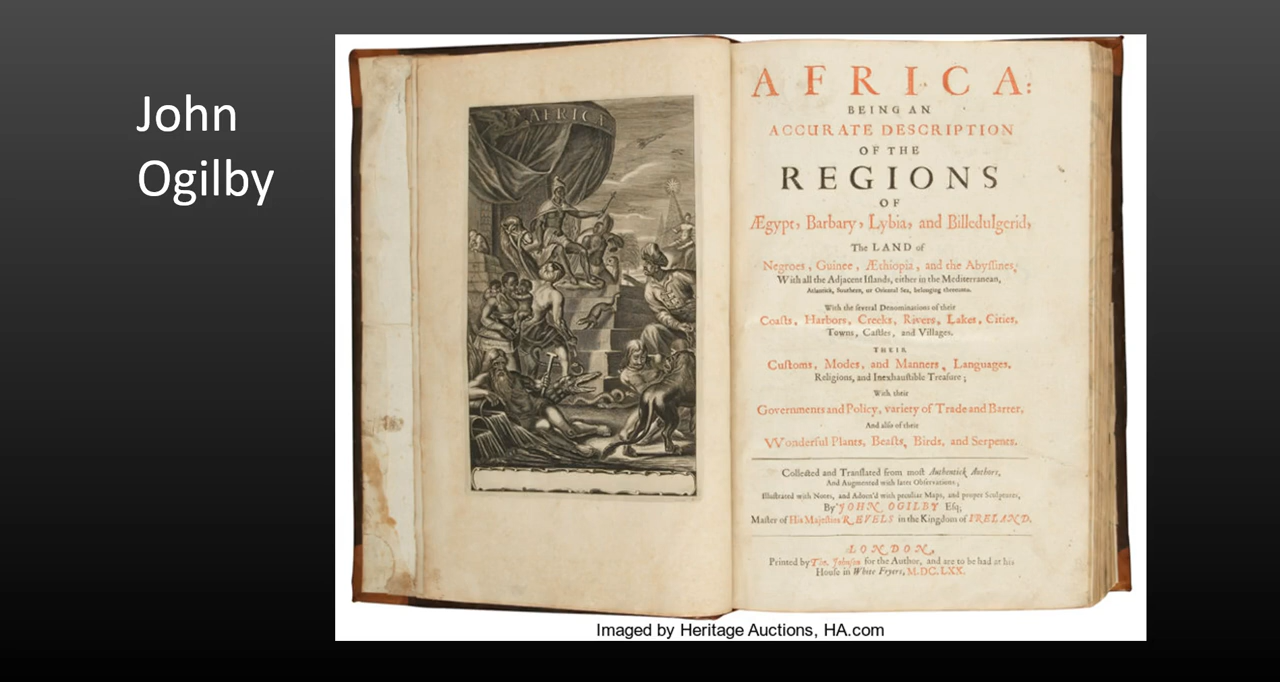 John
Ogilby
AFRICA
AFRICA:
BEING AN
ACCURATE DESCRIPTION
OF THE
REGIONS
OF
Ægypt, Barbary, Lybia, and Billedulgerid,
The LAND of
Negroes, Guinee, Æthiopia, and the Abyſſines,
With all the Adjacent Iſlands, either in the Mediterranean,
Atlantick, Southern, or Oriental Sea, belonging thereunto.
With the ſeveral Denominations of their
Coaſts, Harbors, Creeks, Rivers, Lakes, Cities,
Towns, Caſtles, and Villages.
THEIR
Cuſtoms, Modes, and Manners, Languages,
Religions, and Inexhauſtible Treaſure;
With their
Governments and Policy, variety of Trade and Barter,
And alſo of their
Wonderful Plants, Beaſts, Birds, and Serpents.
Collected and Tranſlated from moſt Authentick Authors,
And Augmented with later Obſervations;
Illuſtrated with Notes, and Adorn'd with peculiar Maps, and proper Sculptures,
By JOHN OGILBY Eſq;
Maſter of His Majeſties REVELS in the Kingdom of IRELAND.
LONDON,
Printed by Tho. Johnſon for the Author, and are to be had at his
Houſe in White Fryers, M.DC.LXX.
Imaged by Heritage Auctions, HA.com